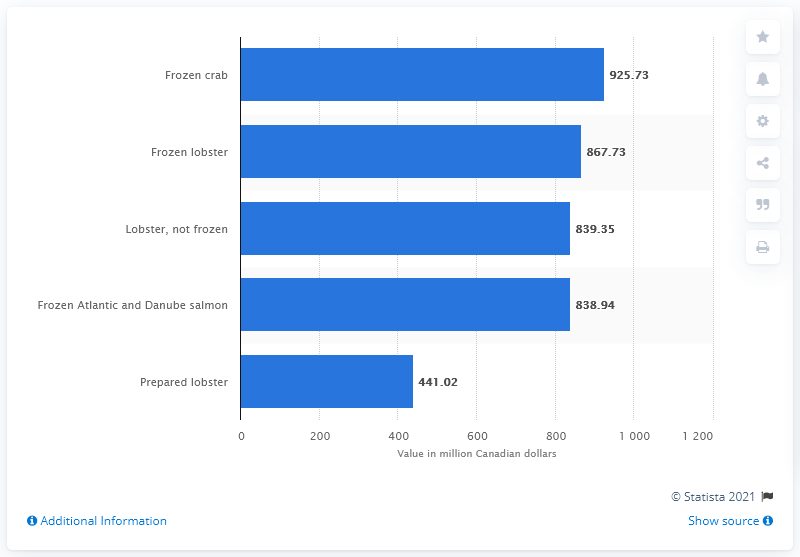 Frozen crab
925.73
Frozen lobster
867.73
Lobster, not frozen
839.35
Frozen Atlantic and Danube salmon
838.94
Prepared lobster
441.02
0 200 400 600 800 1 000 1 200
Value in million Canadian dollars
© Statista 2021
Additional Information
Show source